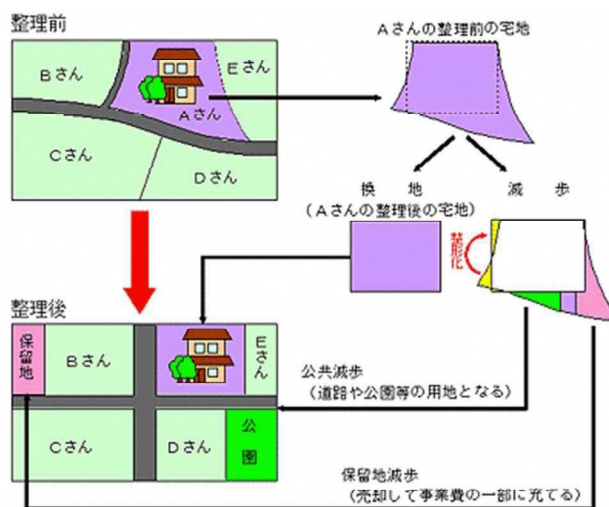 整理前
Bさん
Eさん
Aさん
Cさん
Dさん
Aさんの整理前の宅地
換 地
(Aさんの整理後の宅地)
減 歩
整形化
整理後
保留地
Bさん
Eさん
Cさん
Dさん
公園
公共減歩
(道路や公園等の用地となる)
保留地減歩
(売却して事業費の一部に充てる)